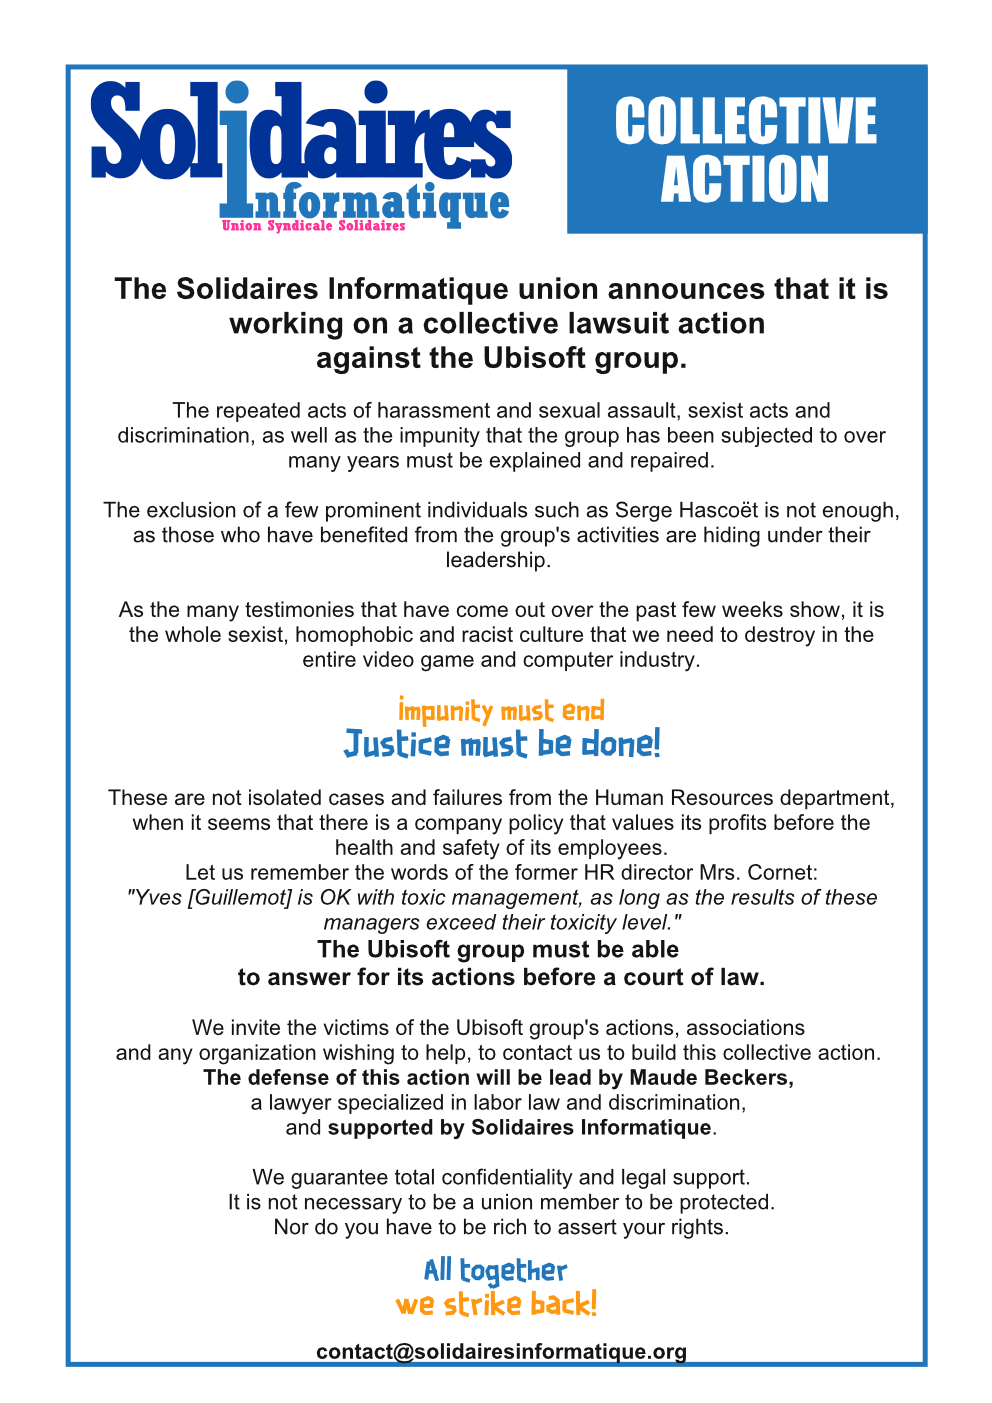 Solidaires
Informatique
Union Syndicale Solidaires
COLLECTIVE
ACTION
The Solidaires Informatique union announces that it is
working on a collective lawsuit action
against the Ubisoft group.
The repeated acts of harassment and sexual assault, sexist acts and
discrimination, as well as the impunity that the group has been subjected to over
many years must be explained and repaired.
The exclusion of a few prominent individuals such as Serge Hascoët is not enough,
as those who have benefited from the group's activities are hiding under their
leadership.
As the many testimonies that have come out over the past few weeks show, it is
the whole sexist, homophobic and racist culture that we need to destroy in the
entire video game and computer industry.
impunity must end
Justice must be done!
These are not isolated cases and failures from the Human Resources department,
when it seems that there is a company policy that values its profits before the
health and safety of its employees.
Let us remember the words of the former HR director Mrs. Cornet:
"Yves [Guillemot] is OK with toxic management, as long as the results of these
managers exceed their toxicity level."
The Ubisoft group must be able
to answer for its actions before a court of law.
We invite the victims of the Ubisoft group's actions, associations
and any organization wishing to help, to contact us to build this collective action.
The defense of this action will be lead by Maude Beckers,
a lawyer specialized in labor law and discrimination,
and supported by Solidaires Informatique.
We guarantee total confidentiality and legal support.
It is not necessary to be a union member to be protected.
Nor do you have to be rich to assert your rights.
All together
we strike back!
contact@solidairesinformatique.org